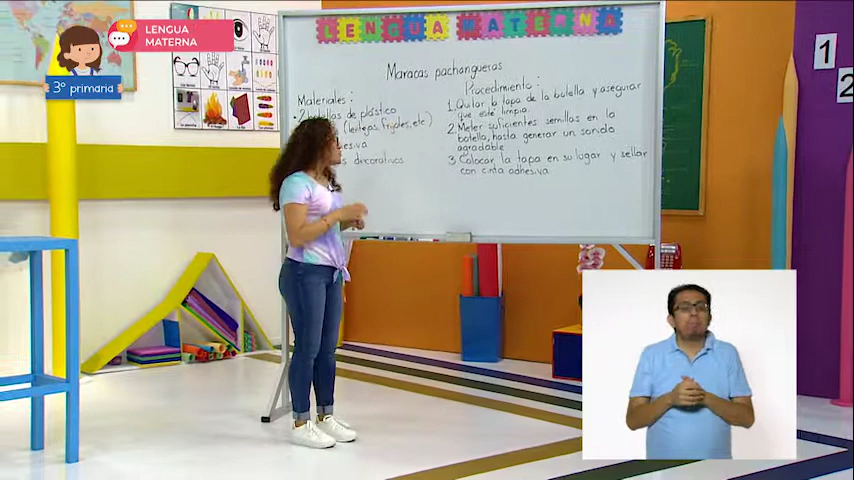 LENGUA
MATERNA
3° primaria
LENGUA MATERNA
Maracas pachangueras
Materiales:
• 2 botellas de plástico
(lentejas, frijoles, etc)
decorativos
Procedimiento:
1. Quitar la tapa de la botella y asegurar
que esté limpia.
2. Meter suficientes semillas en la
botella, hasta generar un sonido
agradable
3. Colocar la tapa en su lugar y sellar
con cinta adhesiva
1
2